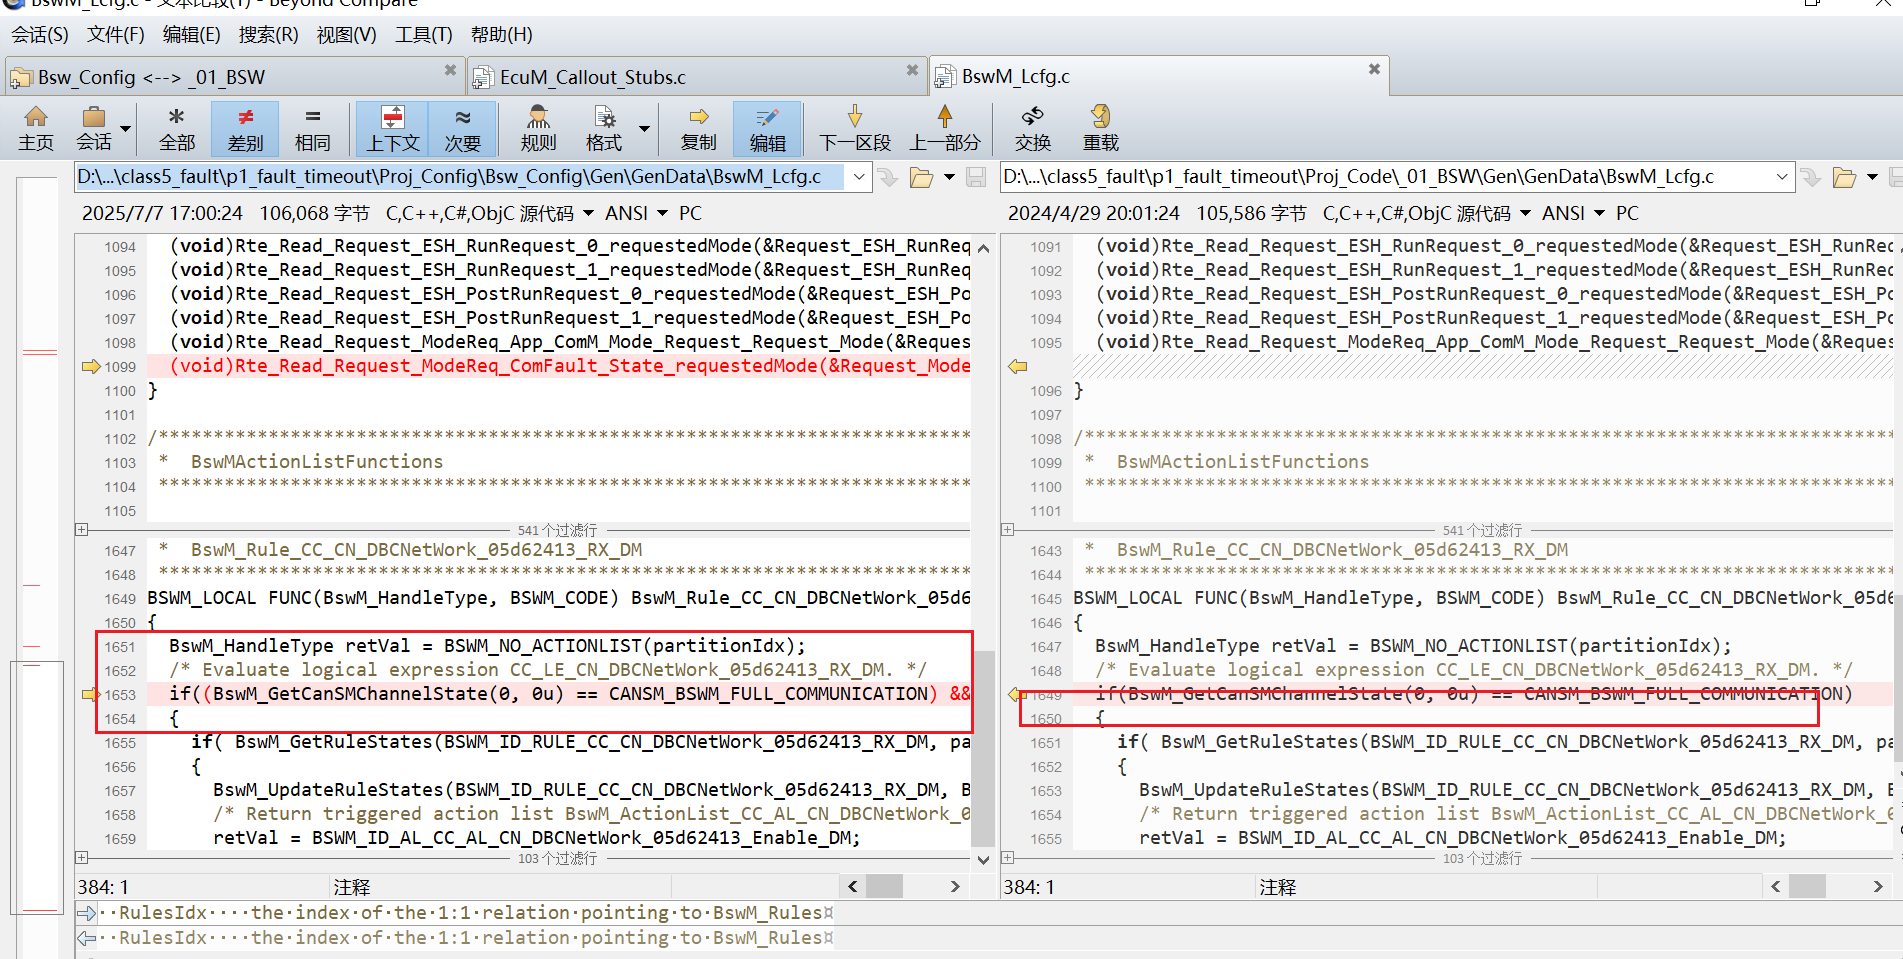 BswM_Lcfg.c - 文本比较(T) - Beyond Compare
会话(S) 文件(F) 编辑(E) 搜索(R) 视图(V) 工具(T) 帮助(H)
Bsw_Config <--> _01_BSW EcuM_Callout_Stubs.c BswM_Lcfg.c
主页 会话 全部 差别 相同 上下文 次要 规则 格式 复制 编辑 下一区段 上一部分 交换 重载
D:\...\class5_fault\p1_fault_timeout\Proj_Config\Bsw_Config\Gen\GenData\BswM_Lcfg.c
2025/7/7 17:00:24 106,068 字节 C,C++,C#,ObjC 源代码 ANSI PC
1094 (void)Rte_Read_Request_ESH_RunRequest_0_requestedMode(&Request_ESH_RunReq
1095 (void)Rte_Read_Request_ESH_RunRequest_1_requestedMode(&Request_ESH_RunReq
1096 (void)Rte_Read_Request_ESH_PostRunRequest_0_requestedMode(&Request_ESH_Po
1097 (void)Rte_Read_Request_ESH_PostRunRequest_1_requestedMode(&Request_ESH_Po
1098 (void)Rte_Read_Request_ModeReq_App_ComM_Mode_Request_Request_Mode(&Reques
1099 (void)Rte_Read_Request_ModeReq_ComFault_State_requestedMode(&Request_Mode
1100 }
1101
1102 /***************************************************************************
1103 * BswMActionListFunctions
1104 **************************************************************************
1105
541 个过滤行
1647 * BswM_Rule_CC_CN_DBCNetWork_05d62413_RX_DM
1648 **************************************************************************
1649 BSWM_LOCAL FUNC(BswM_HandleType, BSWM_CODE) BswM_Rule_CC_CN_DBCNetWork_05d6
1650 {
1651 BswM_HandleType retVal = BSWM_NO_ACTIONLIST(partitionIdx);
1652 /* Evaluate logical expression CC_LE_CN_DBCNetWork_05d62413_RX_DM. */
1653 if((BswM_GetCanSMChannelState(0, 0u) == CANSM_BSWM_FULL_COMMUNICATION) &&
1654 {
1655 if( BswM_GetRuleStates(BSWM_ID_RULE_CC_CN_DBCNetWork_05d62413_RX_DM, pa
1656 {
1657 BswM_UpdateRuleStates(BSWM_ID_RULE_CC_CN_DBCNetWork_05d62413_RX_DM, B
1658 /* Return triggered action list BswM_ActionList_CC_AL_CN_DBCNetWork_0
1659 retVal = BSWM_ID_AL_CC_AL_CN_DBCNetWork_05d62413_Enable_DM;
103 个过滤行
384: 1 注释
D:\...\class5_fault\p1_fault_timeout\Proj_Code\_01_BSW\Gen\GenData\BswM_Lcfg.c
2024/4/29 20:01:24 105,586 字节 C,C++,C#,ObjC 源代码 ANSI PC
1091 (void)Rte_Read_Request_ESH_RunRequest_0_requestedMode(&Request_ESH_RunRec
1092 (void)Rte_Read_Request_ESH_RunRequest_1_requestedMode(&Request_ESH_RunRe
1093 (void)Rte_Read_Request_ESH_PostRunRequest_0_requestedMode(&Request_ESH_Po
1094 (void)Rte_Read_Request_ESH_PostRunRequest_1_requestedMode(&Request_ESH_P
1095 (void)Rte_Read_Request_ModeReq_App_ComM_Mode_Request_Request_Mode(&Reques
1096 }
1097
1098 /***************************************************************************
1099 * BswMActionListFunctions
1100 **************************************************************************
1101
541 个过滤行
1643 * BswM_Rule_CC_CN_DBCNetWork_05d62413_RX_DM
1644 **************************************************************************
1645 BSWM_LOCAL FUNC(BswM_HandleType, BSWM_CODE) BswM_Rule_CC_CN_DBCNetWork_05d6
1646 {
1647 BswM_HandleType retVal = BSWM_NO_ACTIONLIST(partitionIdx);
1648 /* Evaluate logical expression CC_LE_CN_DBCNetWork_05d62413_RX_DM. */
1649 if(BswM_GetCanSMChannelState(0, 0u) == CANSM_BSWM_FULL_COMMUNICATION)
1650 {
1651 if( BswM_GetRuleStates(BSWM_ID_RULE_CC_CN_DBCNetWork_05d62413_RX_DM, pa
1652 {
1653 BswM_UpdateRuleStates(BSWM_ID_RULE_CC_CN_DBCNetWork_05d62413_RX_DM, B
1654 /* Return triggered action list BswM_ActionList_CC_AL_CN_DBCNetWork_0
1655 retVal = BSWM_ID_AL_CC_AL_CN_DBCNetWork_05d62413_Enable_DM;
103 个过滤行
384: 1 注释
··RulesIdx····the·index·of·the·1:1·relation·pointing·to·BswM_Rules¤
··RulesIdx····the·index·of·the·1:1·relation·pointing·to·BswM_Rules¤